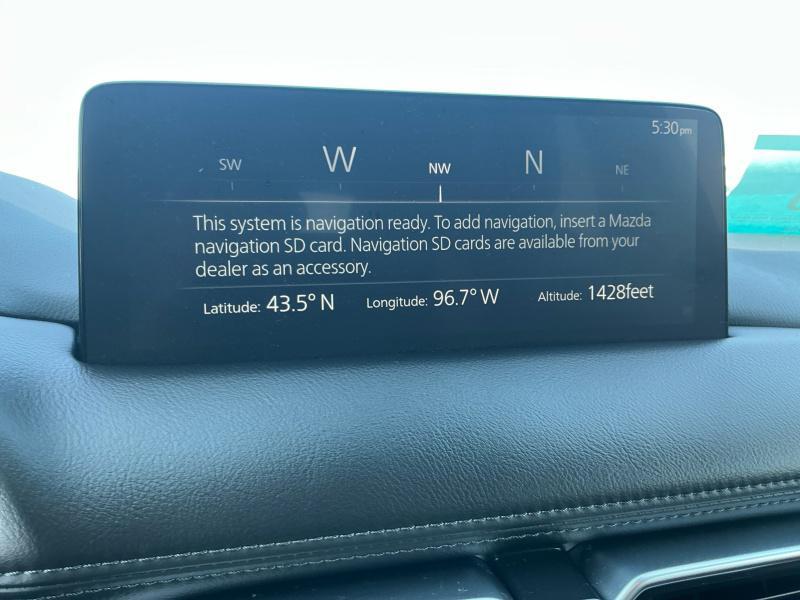 5:30pm
SW W NW N NE
This system is navigation ready. To add navigation, insert a Mazda
navigation SD card. Navigation SD cards are available from your
dealer as an accessory.
Latitude: 43.5° N Longitude: 96.7° W Altitude: 1428feet